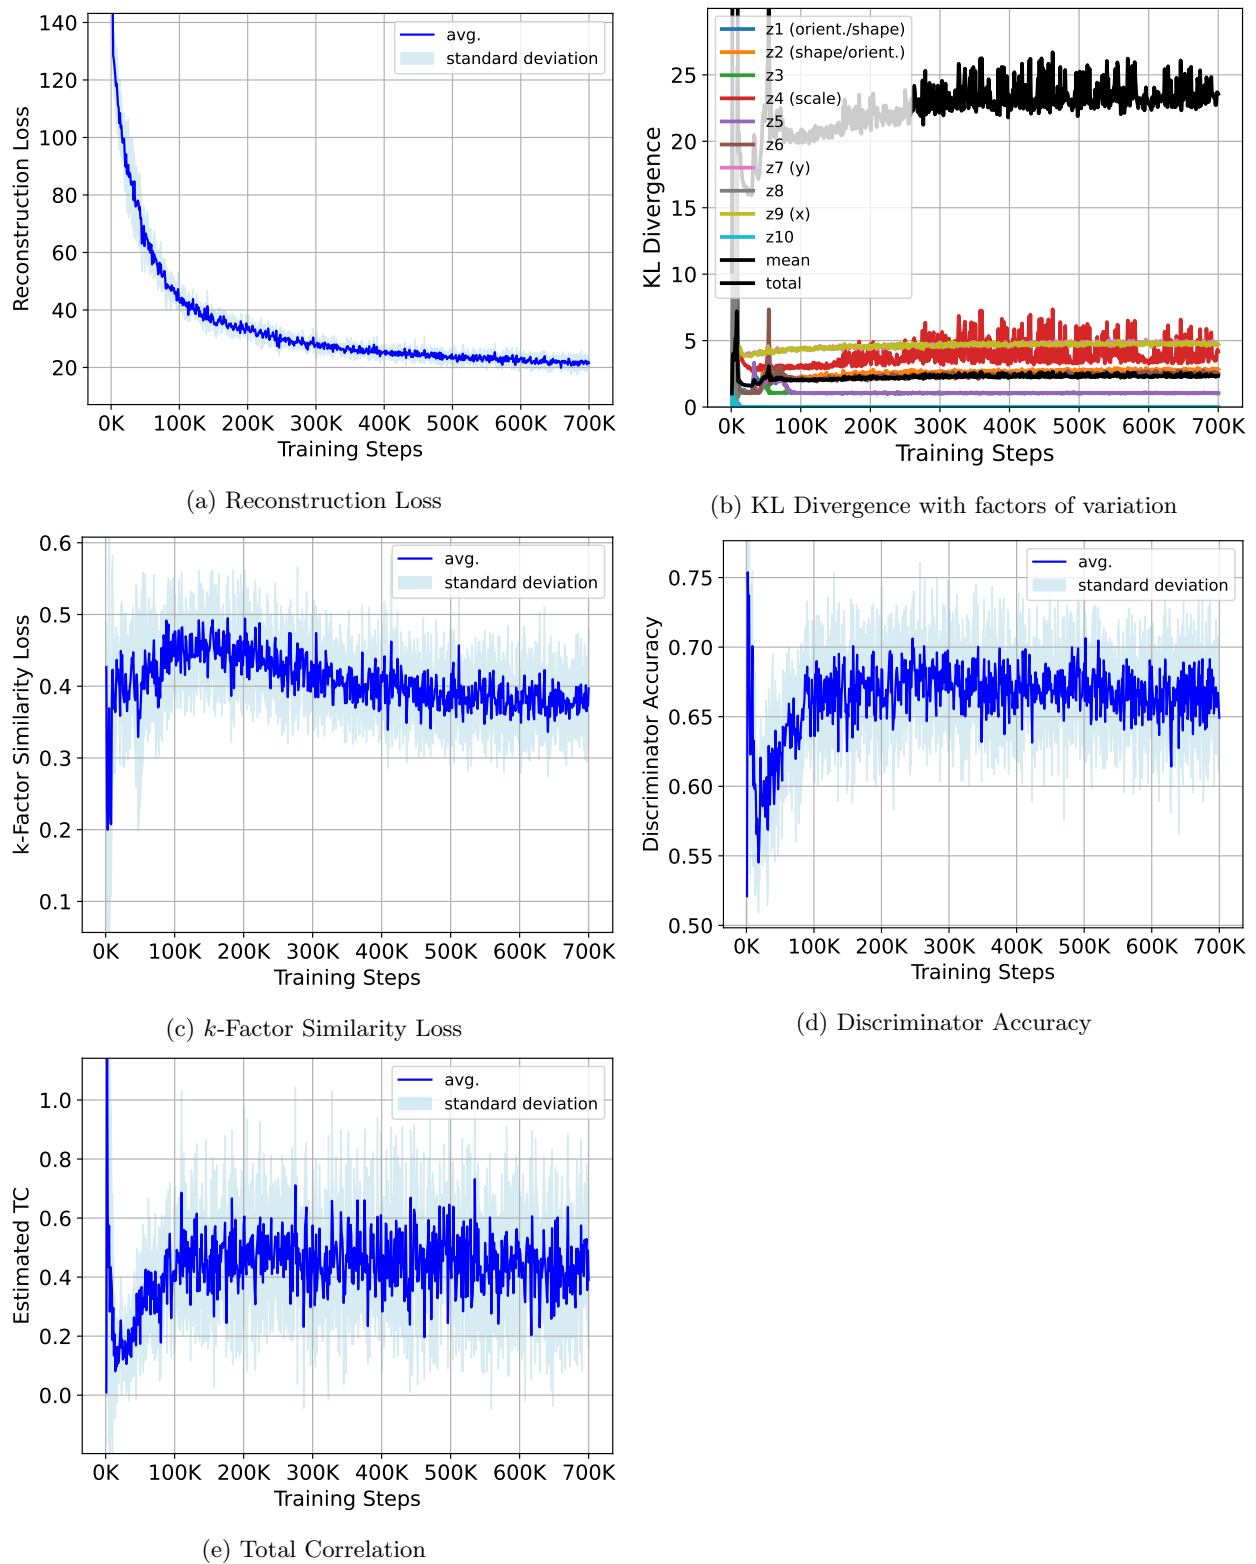 140
120
100
80
60
40
20
Reconstruction Loss
avg.
standard deviation
0K 100K 200K 300K 400K 500K 600K 700K
Training Steps
(a) Reconstruction Loss
25
20
15
10
5
0
KL Divergence
z1 (orient./shape)
z2 (shape/orient.)
z3
z4 (scale)
z5
z6
z7 (y)
z8
z9 (x)
z10
mean
total
0K 100K 200K 300K 400K 500K 600K 700K
Training Steps
(b) KL Divergence with factors of variation
0.6
0.5
0.4
0.3
0.2
0.1
k-Factor Similarity Loss
avg.
standard deviation
0K 100K 200K 300K 400K 500K 600K 700K
Training Steps
(c) k-Factor Similarity Loss
0.75
0.70
0.65
0.60
0.55
0.50
Discriminator Accuracy
avg.
standard deviation
0K 100K 200K 300K 400K 500K 600K 700K
Training Steps
(d) Discriminator Accuracy
1.0
0.8
0.6
0.4
0.2
0.0
Estimated TC
avg.
standard deviation
0K 100K 200K 300K 400K 500K 600K 700K
Training Steps
(e) Total Correlation